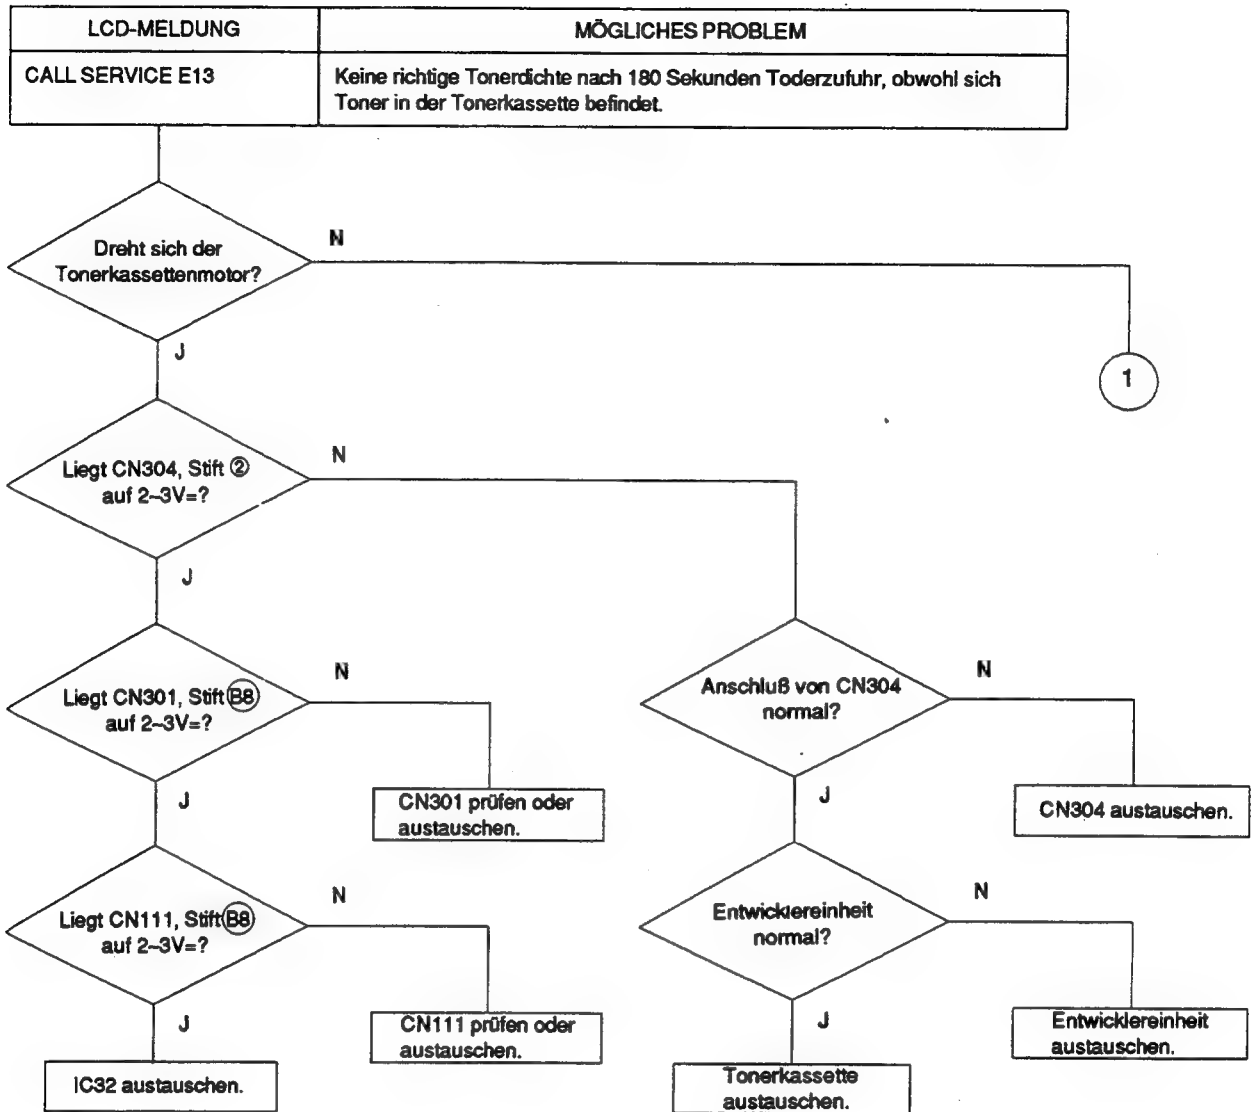 LCD-MELDUNG
MÖGLICHES PROBLEM
CALL SERVICE E13
Keine richtige Tonerdichte nach 180 Sekunden Toderzufuhr, obwohl sich
Toner in der Tonerkassette befindet.
Dreht sich der
Tonerkassettenmotor?
N
J
1
Liegt CN304, Stift ②
auf 2~3V=?
N
J
Liegt CN301, Stift B8
auf 2~3V=?
N
J
CN301 prüfen oder
austauschen.
Anschluß von CN304
normal?
N
J
CN304 austauschen.
Liegt CN111, Stift B8
auf 2~3V=?
N
J
CN111 prüfen oder
austauschen.
IC32 austauschen.
Entwicklereinheit
normal?
N
J
Entwicklereinheit
austauschen.
Tonerkassette
austauschen.